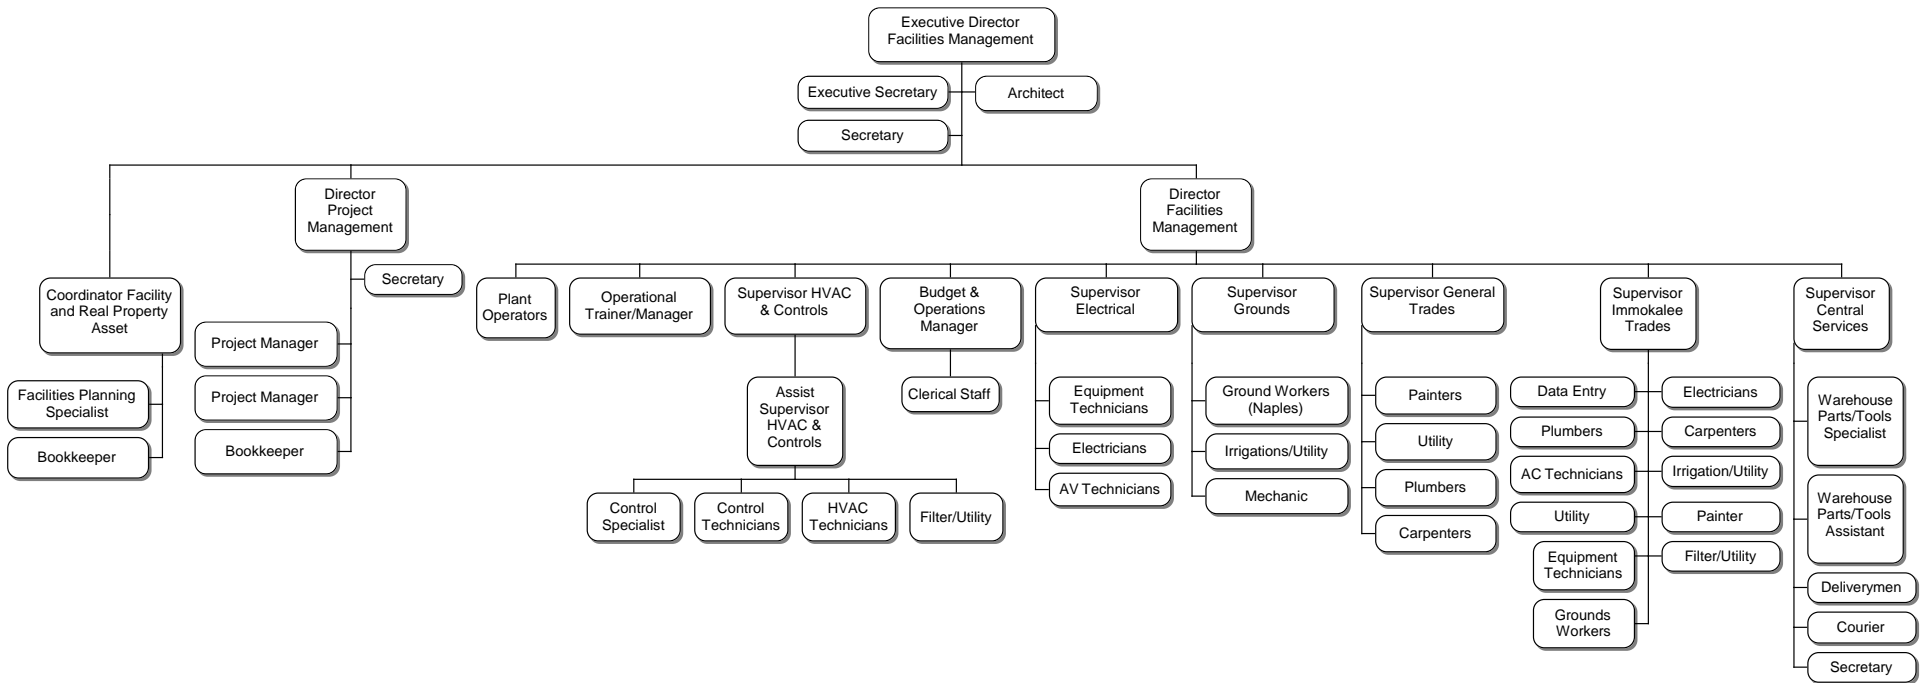 Executive Director
Facilities Management
Executive Secretary
Architect
Secretary
Director
Project
Management
Director
Facilities
Management
Secretary
Coordinator Facility
and Real Property
Asset
Project Manager
Project Manager
Bookkeeper
Facilities Planning
Specialist
Bookkeeper
Plant
Operators
Operational
Trainer/Manager
Supervisor HVAC
& Controls
Budget &
Operations
Manager
Supervisor
Electrical
Supervisor
Grounds
Supervisor General
Trades
Supervisor
Immokalee
Trades
Supervisor
Central
Services
Assist
Supervisor
HVAC &
Controls
Control
Specialist
Control
Technicians
HVAC
Technicians
Filter/Utility
Clerical Staff
Equipment
Technicians
Electricians
AV Technicians
Ground Workers
(Naples)
Irrigations/Utility
Mechanic
Painters
Utility
Plumbers
Carpenters
Data Entry
Electricians
Plumbers
Carpenters
AC Technicians
Irrigation/Utility
Utility
Painter
Equipment
Technicians
Filter/Utility
Grounds
Workers
Warehouse
Parts/Tools
Specialist
Warehouse
Parts/Tools
Assistant
Deliverymen
Courier
Secretary